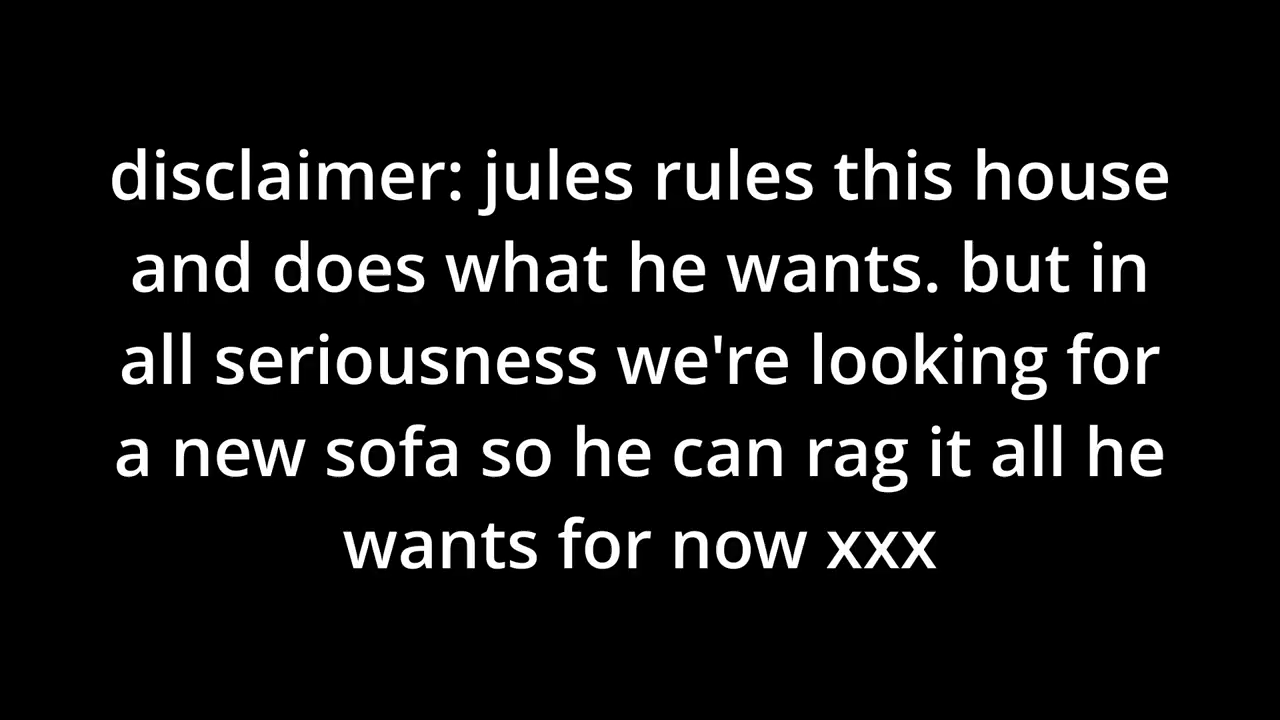 disclaimer: jules rules this house
and does what he wants. but in
all seriousness we're looking for
a new sofa so he can rag it all he
wants for now xxx